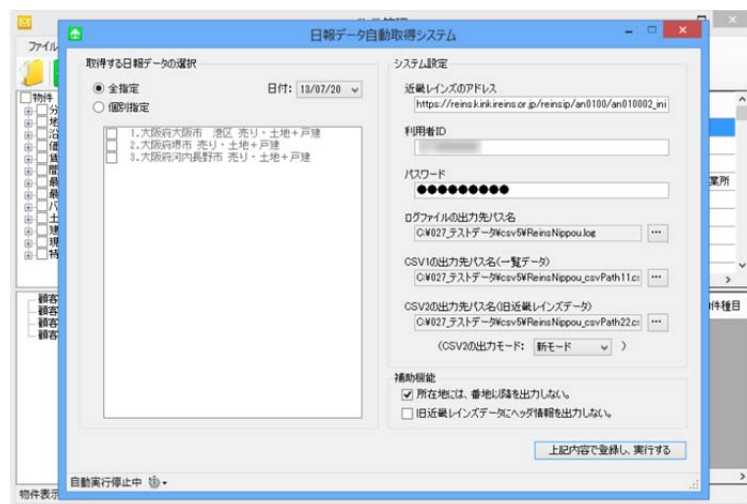 ファイル
日報データ自動取得システム
取得する日報データの選択
全指定
日付: 13/07/20
個別指定
1.大阪府大阪市 港区 売り・土地+戸建
2.大阪府堺市 売り・土地+戸建
3.大阪府河内長野市 売り・土地+戸建
システム設定
近畿レインズのアドレス
https://reins.kinkireins.or.jp/reinsip/an0100/an010002_ini
利用者ID
パスワード
●●●●●●●●●
ログファイルの出力先パス名
C:¥027_テストデータ¥csv5¥ReinsNippou.log
...
CSV1の出力先パス名(一覧データ)
C:¥027_テストデータ¥csv5¥ReinsNippou_csvPath11.cs
...
CSV2の出力先パス名(旧近畿レインズデータ)
C:¥027_テストデータ¥csv5¥ReinsNippou_csvPath22.cs
...
(CSV2の出力モード: 新モード )
補助機能
所在地には、番地以降を出力しない。
旧近畿レインズデータにヘッダ情報を出力しない。
上記内容で登録し、実行する
自動実行停止中
物件
顧客
顧客
顧客
顧客
業所
件種目
物件表示